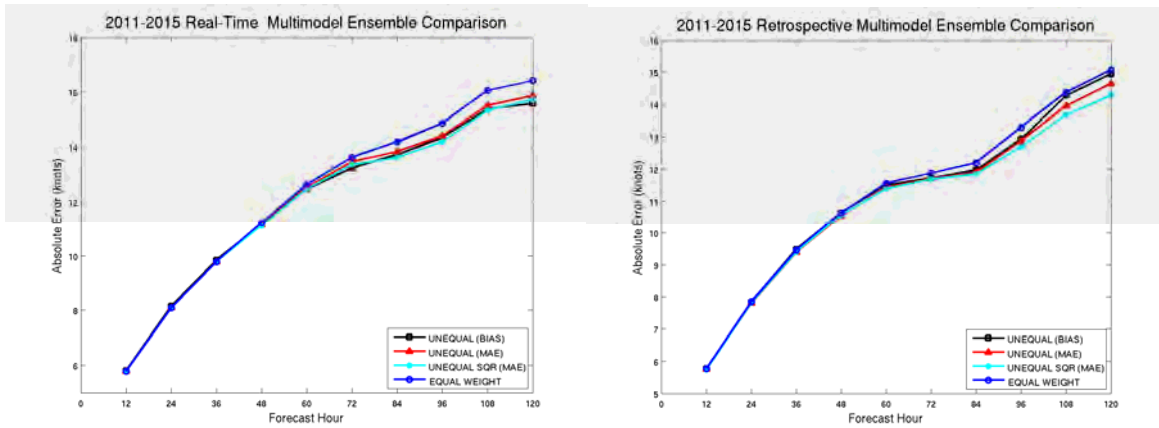 2011-2015 Real-Time Multimodel Ensemble Comparison
18
16
14
12
10
8
6
Absolute Error (knots)
0 12 24 36 48 60 72 84 96 108 120
Forecast Hour
UNEQUAL (BIAS)
UNEQUAL (MAE)
UNEQUAL SQR (MAE)
EQUAL WEIGHT
2011-2015 Retrospective Multimodel Ensemble Comparison
16
15
14
13
12
11
10
9
8
7
6
5
Absolute Error (knots)
0 12 24 36 48 60 72 84 96 108 120
Forecast Hour
UNEQUAL (BIAS)
UNEQUAL (MAE)
UNEQUAL SQR (MAE)
EQUAL WEIGHT